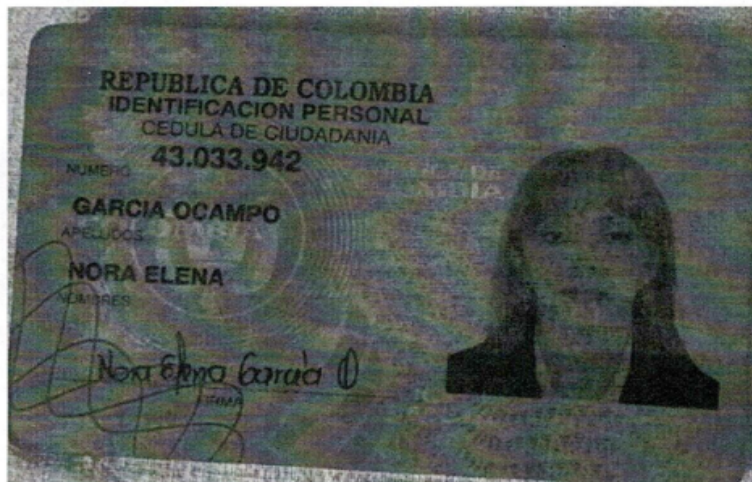 REPUBLICA DE COLOMBIA
IDENTIFICACION PERSONAL
CEDULA DE CIUDADANIA
NUMERO 43.033.942
GARCIA OCAMPO
APELLIDOS
NORA ELENA
NOMBRES
Nora Elena García O
FIRMA